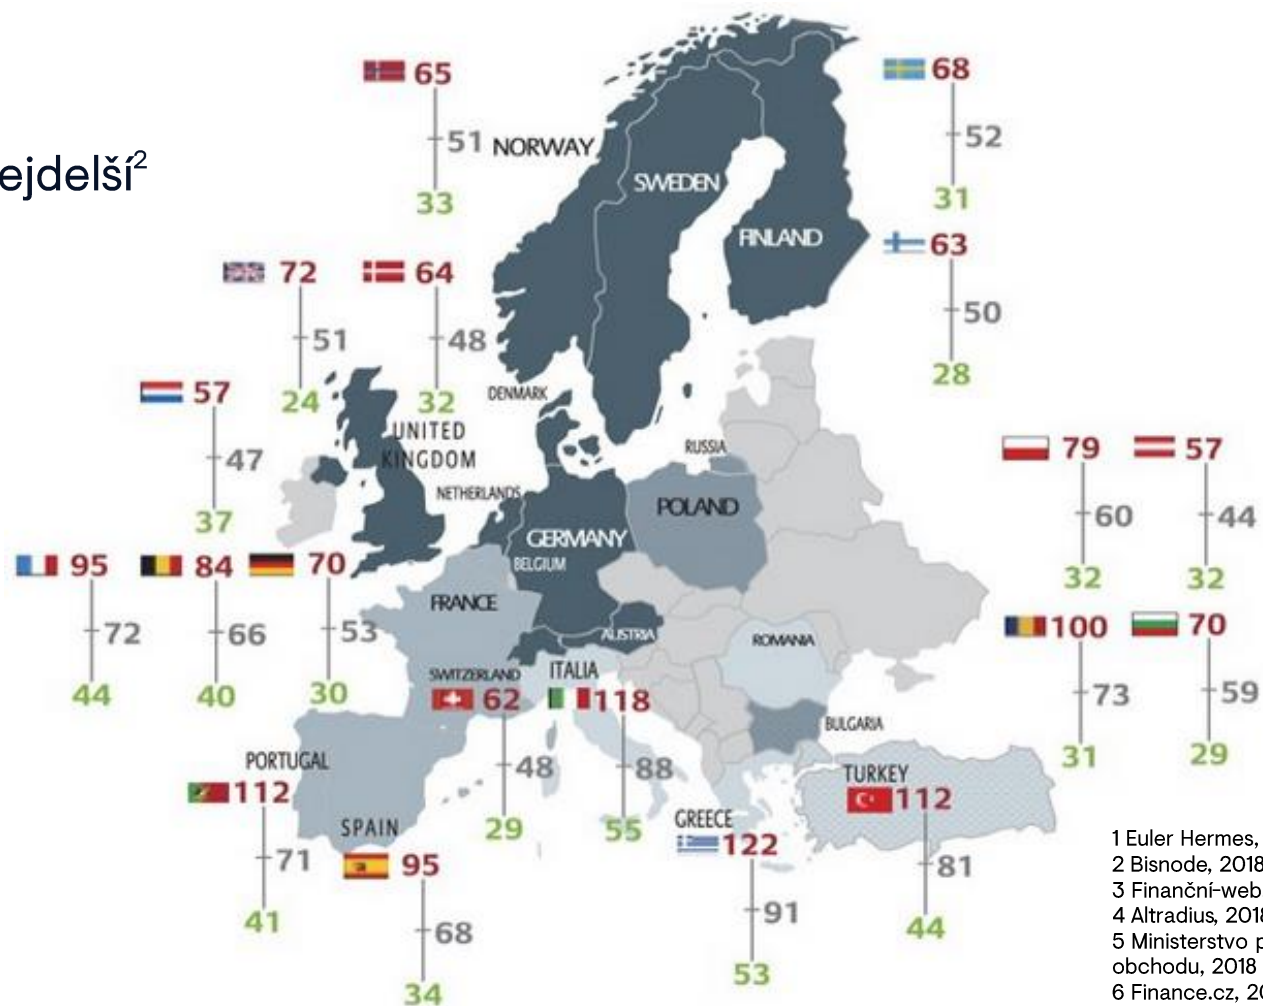 ejdelší²
65
51
33
NORWAY
SWEDEN
FINLAND
68
52
31
63
50
28
72
51
24
64
48
32
DENMARK
57
47
37
UNITED
KINGDOM
NETHERLANDS
RUSSIA
POLAND
GERMANY
BELGIUM
79
60
32
57
44
32
95
72
44
84
66
40
70
53
30
FRANCE
AUSTRIA
ROMANIA
100
73
31
70
59
29
SWITZERLAND
62
48
29
ITALIA
118
88
55
BULGARIA
PORTUGAL
112
71
41
SPAIN
95
68
34
GREECE
122
91
53
TURKEY
112
81
44
1 Euler Hermes,
2 Bisnode, 2018
3 Finanční-web
4 Altradius, 2018
5 Ministerstvo p
obchodu, 2018
6 Finance.cz, 20